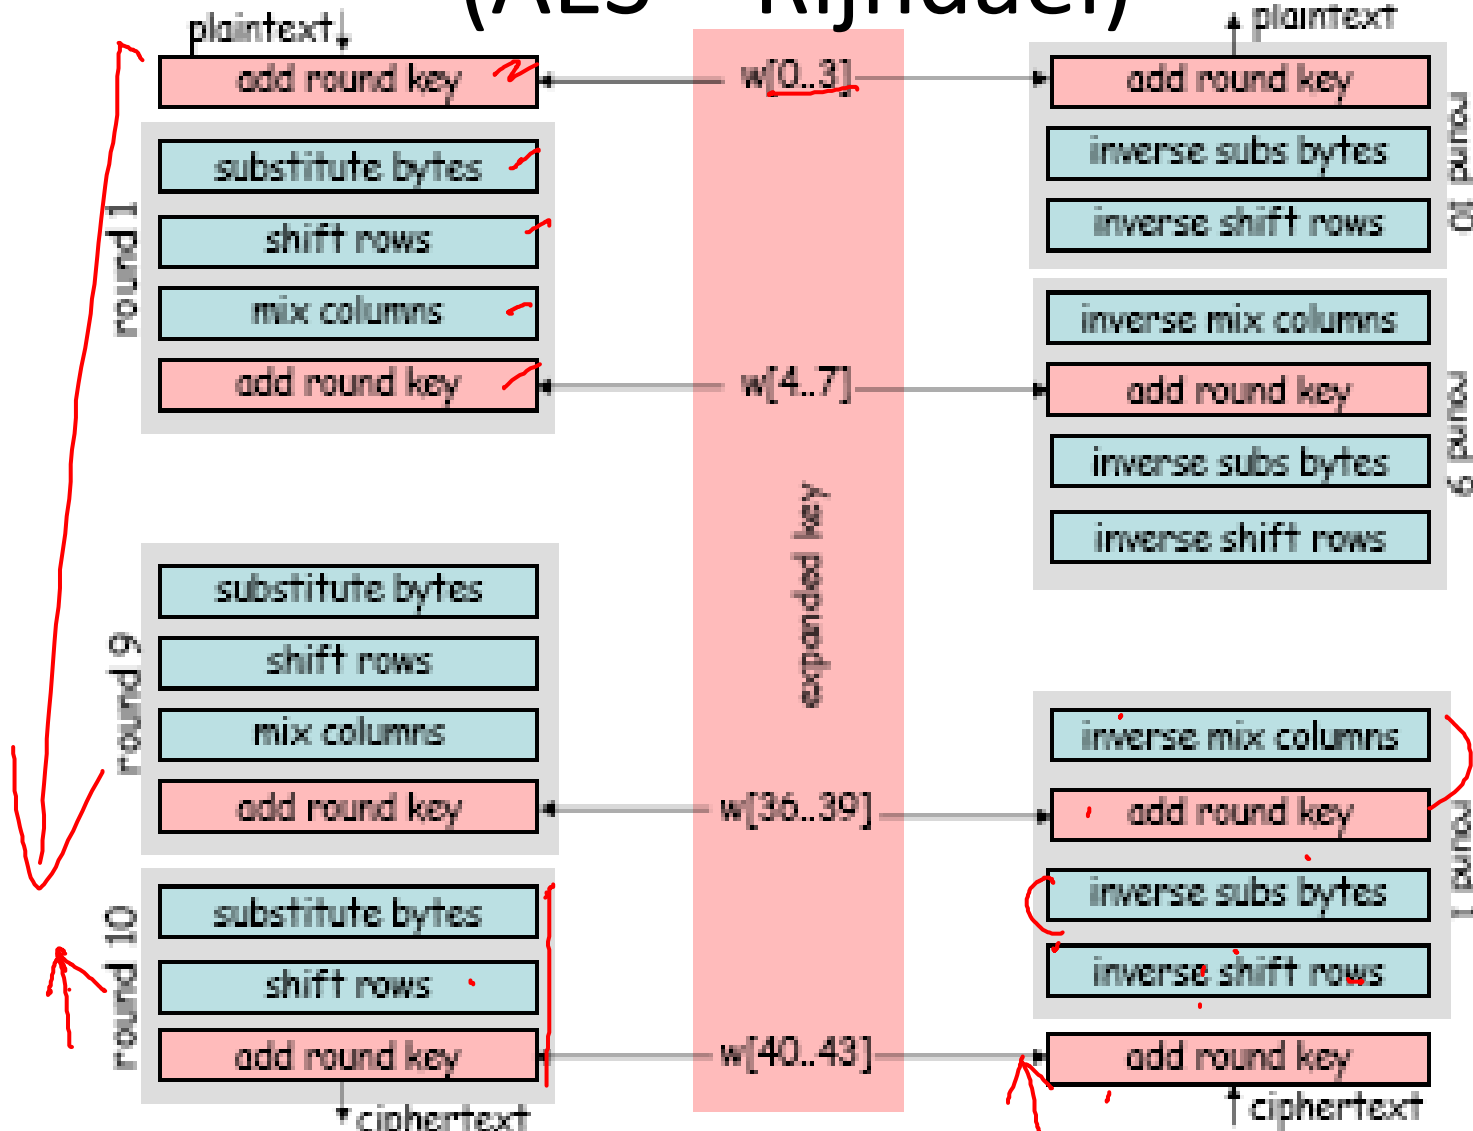 (AES – Rijndael)
plaintext
add round key
round 1
substitute bytes
shift rows
mix columns
add round key
round 9
substitute bytes
shift rows
mix columns
add round key
round 10
substitute bytes
shift rows
add round key
ciphertext
w[0..3]
w[4..7]
expanded key
w[36..39]
w[40..43]
plaintext
add round key
inverse subs bytes
inverse shift rows
round 10
inverse mix columns
add round key
inverse subs bytes
inverse shift rows
round 9
inverse mix columns
add round key
inverse subs bytes
inverse shift rows
round 1
add round key
ciphertext